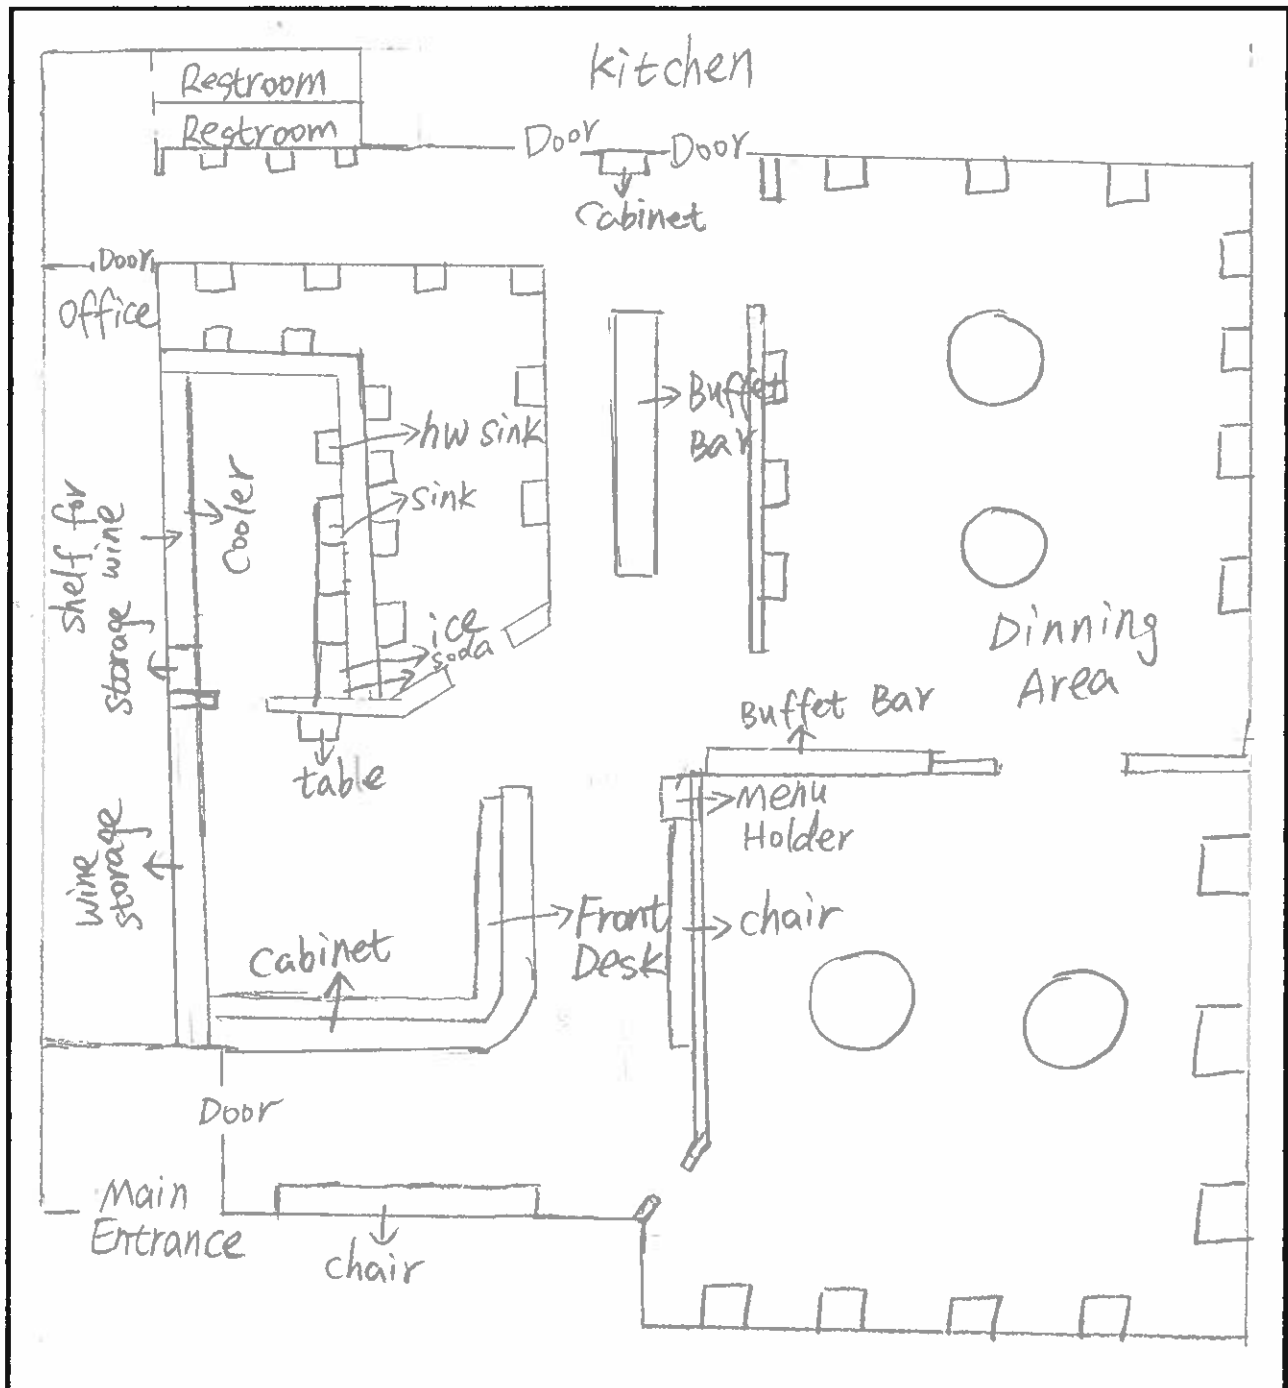 Kitchen
Restroom
Restroom
Door
Door
Cabinet
Door
Office
Buffet
Bar
hw sink
sink
Cooler
shelf for
storage wine
ice
soda
Dinning
Area
Buffet Bar
table
Menu
Holder
wine
storage
Front
Desk
chair
Cabinet
Door
Main
Entrance
chair